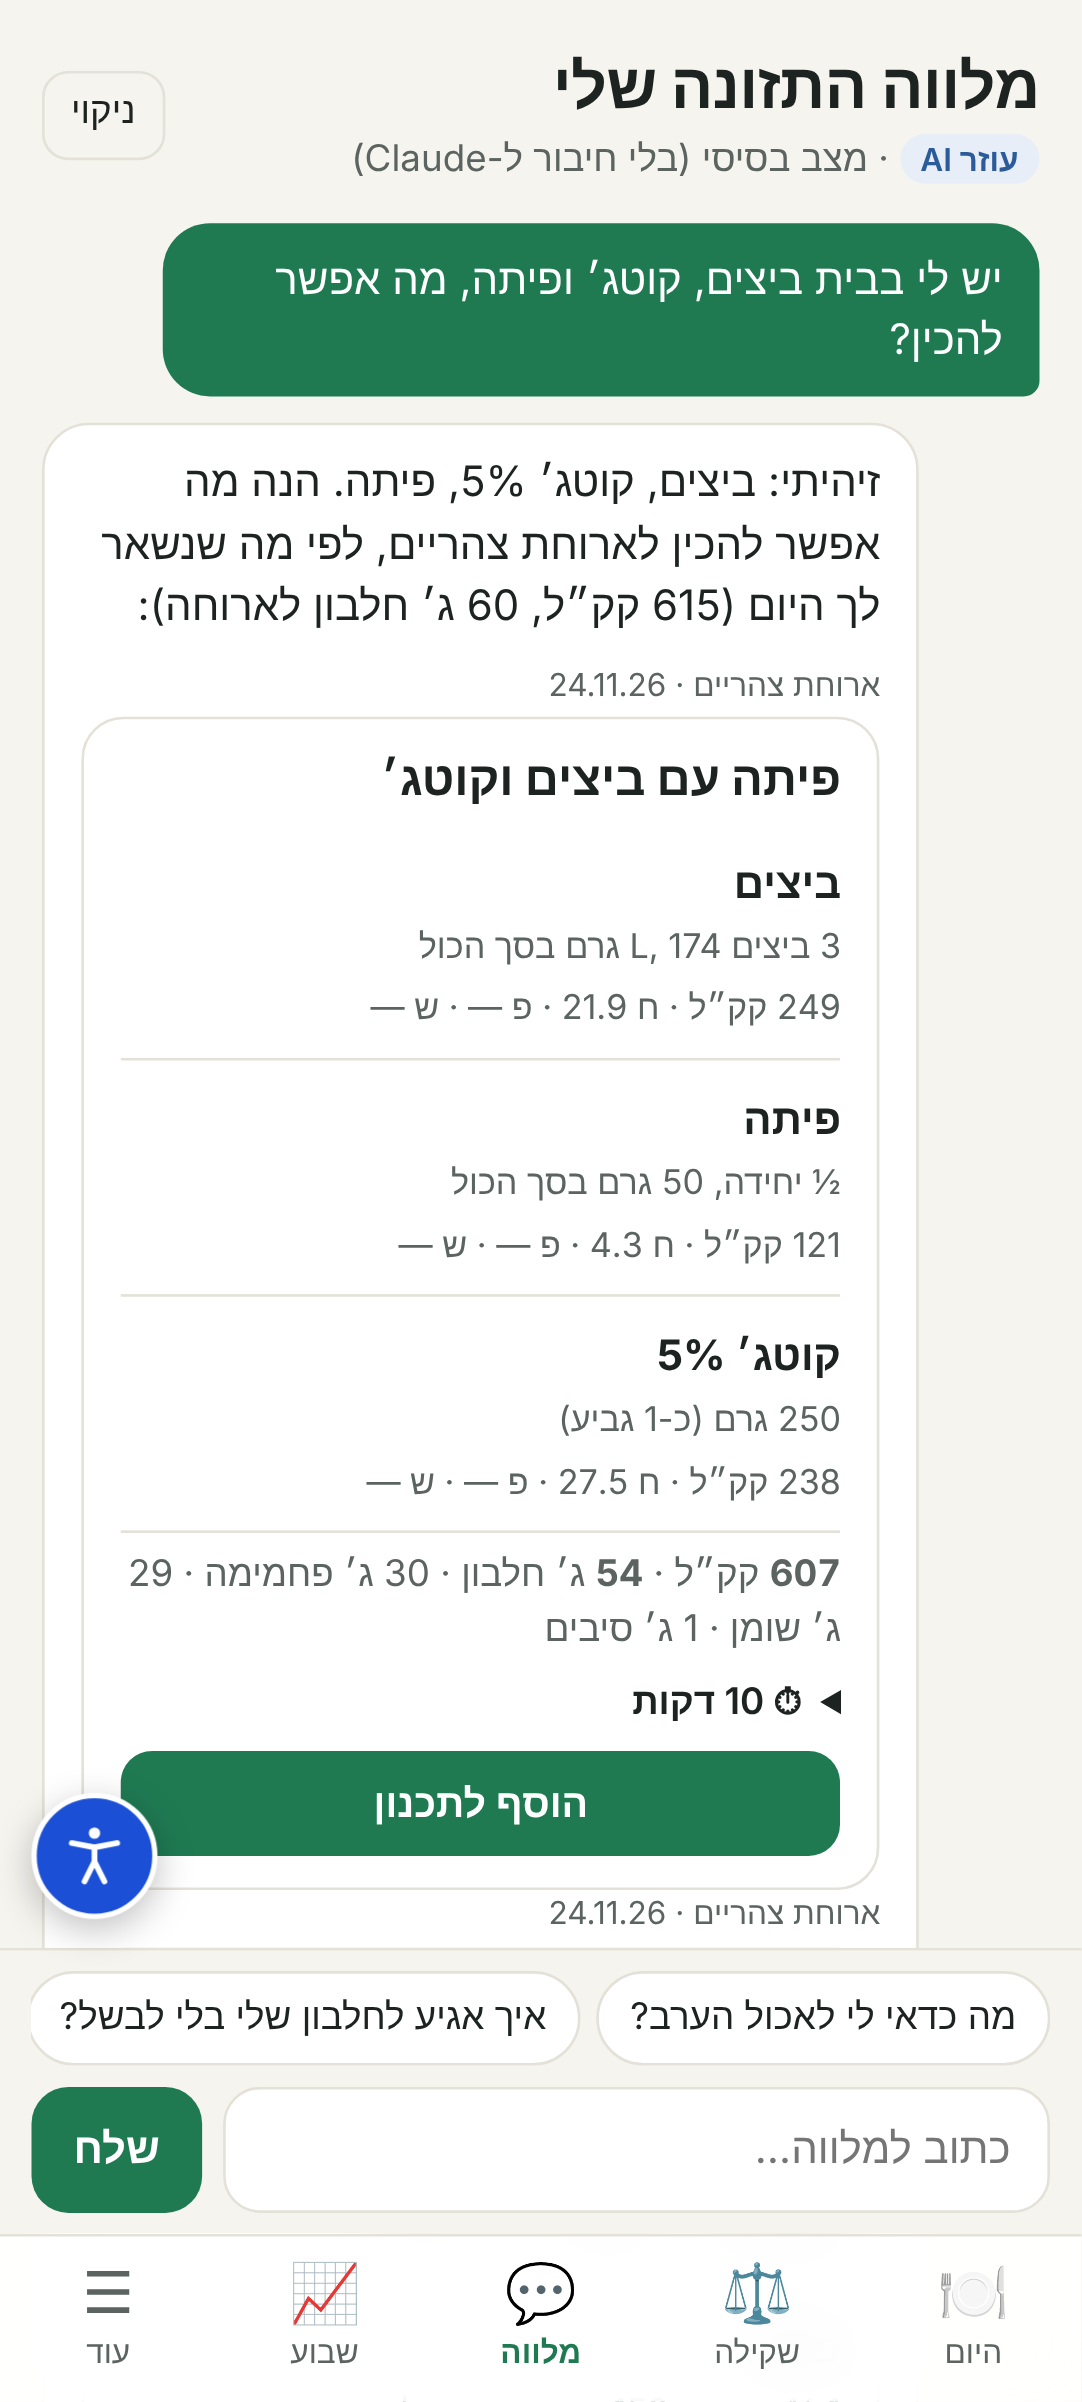 מלווה התזונה שלי
ניקוי
עוזר AI · מצב בסיסי (בלי חיבור ל-Claude)
יש לי בבית ביצים, קוטג׳ ופיתה, מה אפשר
להכין?
זיהיתי: ביצים, קוטג׳ 5%, פיתה. הנה מה
אפשר להכין לארוחת צהריים, לפי מה שנשאר
לך היום (615 קק״ל, 60 ג׳ חלבון לארוחה):
ארוחת צהריים · 24.11.26
פיתה עם ביצים וקוטג׳
ביצים
3 ביצים L, 174 גרם בסך הכול
249 קק״ל · ח 21.9 · פ — · ש —
פיתה
½ יחידה, 50 גרם בסך הכול
121 קק״ל · ח 4.3 · פ — · ש —
קוטג׳ 5%
250 גרם (כ-1 גביע)
238 קק״ל · ח 27.5 · פ — · ש —
607 קק״ל · 54 ג׳ חלבון · 30 ג׳ פחמימה · 29
ג׳ שומן · 1 ג׳ סיבים
◀ ⏱ 10 דקות
הוסף לתכנון
ארוחת צהריים · 24.11.26
מה כדאי לי לאכול הערב?
איך אגיע לחלבון שלי בלי לבשל?
כתוב למלווה...
שלח
היום
שקילה
מלווה
שבוע
עוד